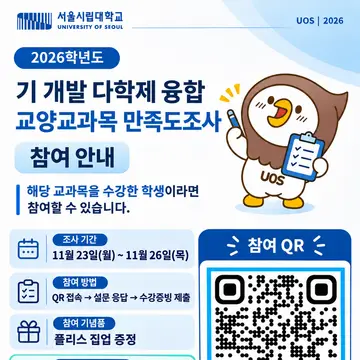 서울시립대학교
UNIVERSITY OF SEOUL
UOS | 2026
2026학년도
기 개발 다학제 융합
교양교과목 만족도조사
참여 안내
해당 교과목을 수강한 학생이라면
참여할 수 있습니다.
UOS
조사 기간
11월 23일(월) ~ 11월 26일(목)
참여 방법
QR 접속 → 설문 응답 → 수강증빙 제출
참여 기념품
플리스 집업 증정
참여 QR